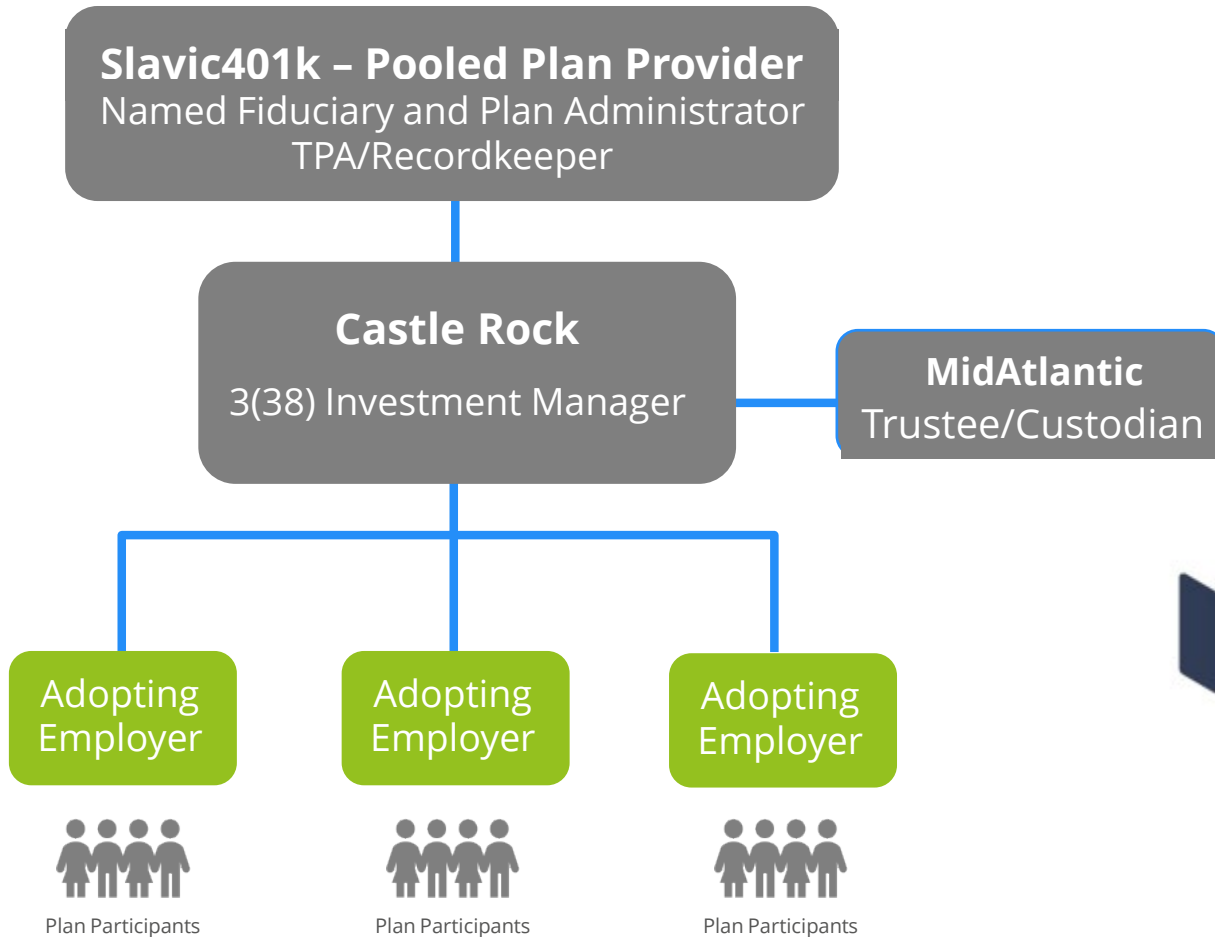 Slavic401k – Pooled Plan Provider
Named Fiduciary and Plan Administrator
TPA/Recordkeeper
Castle Rock
3(38) Investment Manager
MidAtlantic
Trustee/Custodian
Adopting
Employer
Adopting
Employer
Adopting
Employer
Plan Participants
Plan Participants
Plan Participants